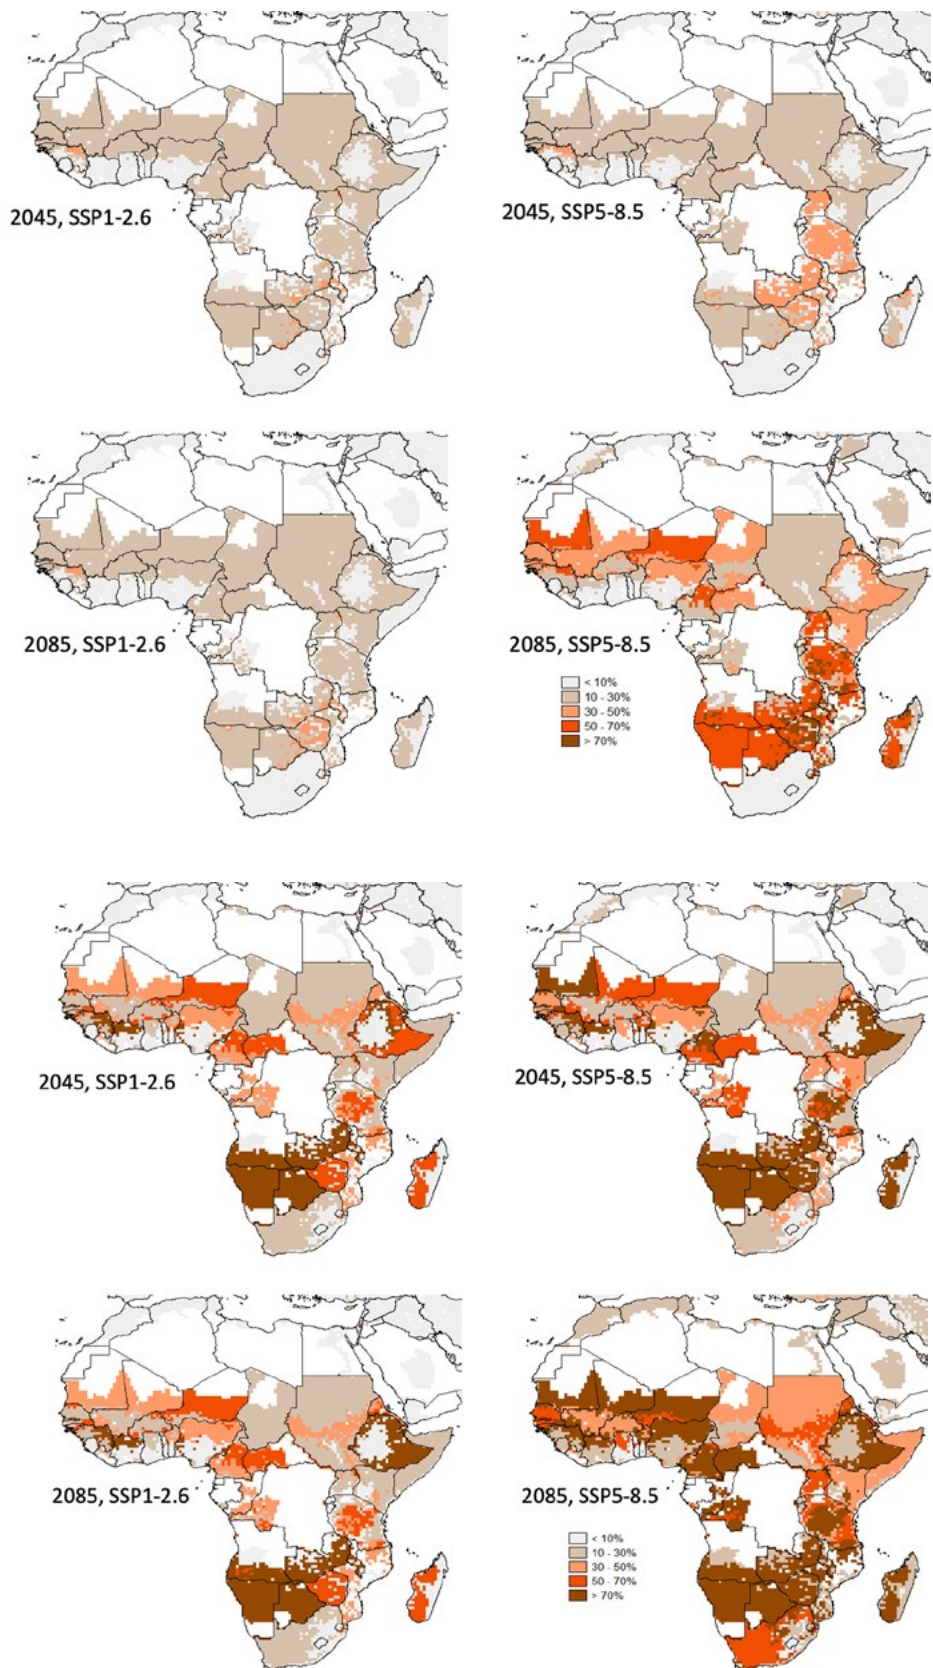 2045, SSP1-2.6
2045, SSP5-8.5
2085, SSP1-2.6
2085, SSP5-8.5
< 10%
10 - 30%
30 - 50%
50 - 70%
> 70%
2045, SSP1-2.6
2045, SSP5-8.5
2085, SSP1-2.6
2085, SSP5-8.5
< 10%
10 - 30%
30 - 50%
50 - 70%
> 70%